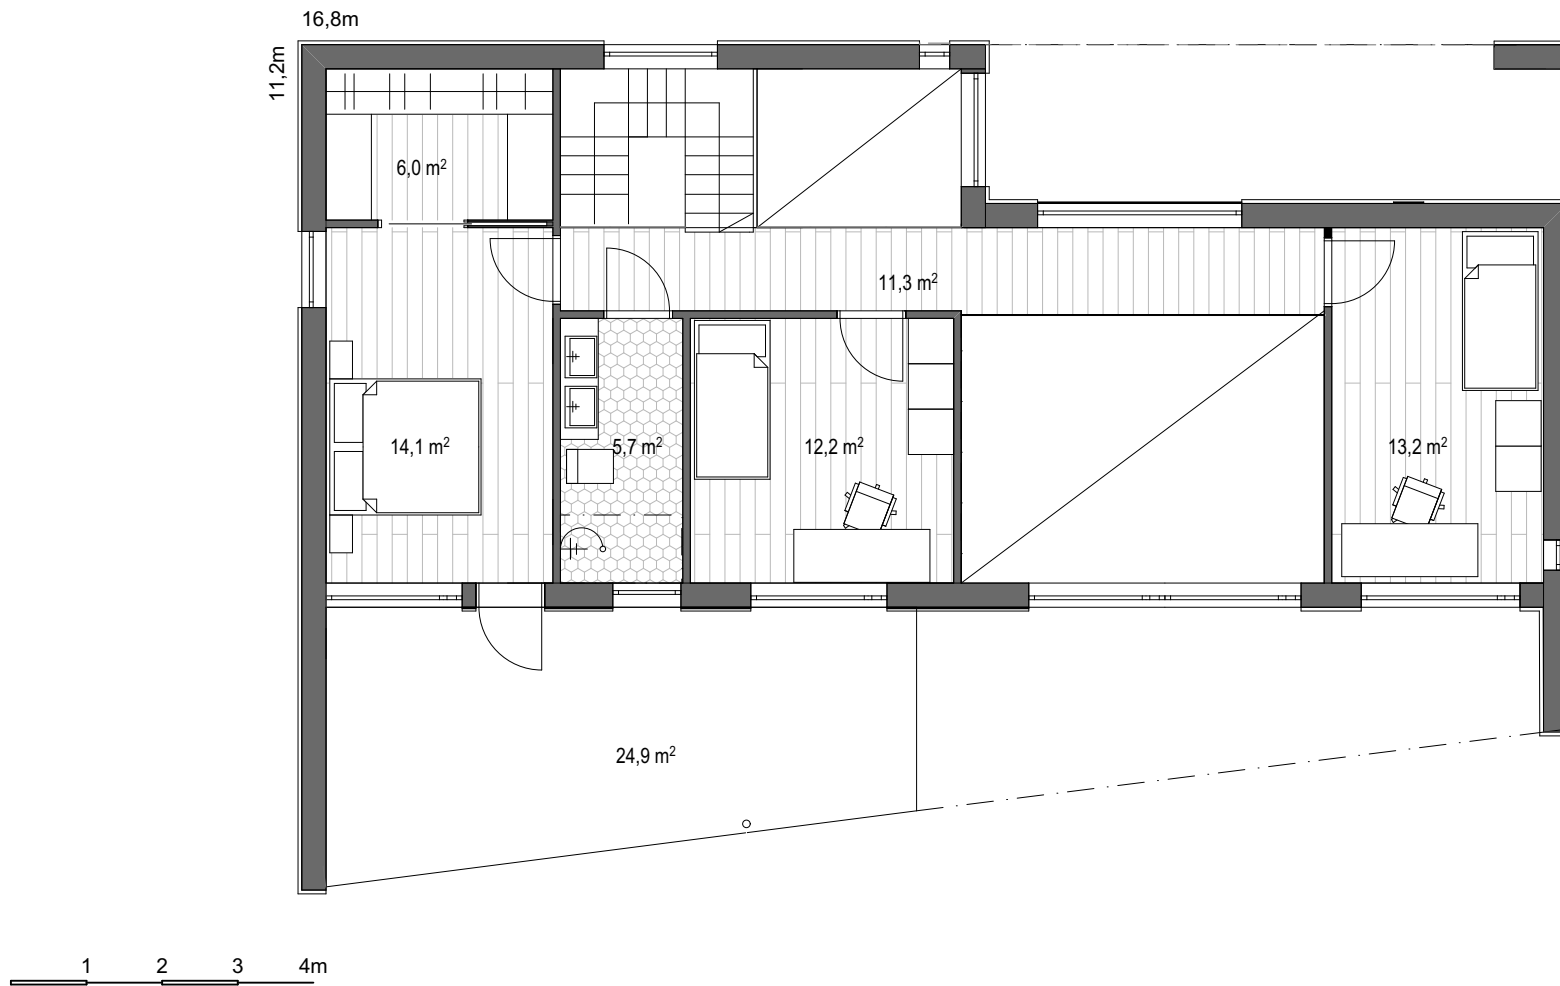 16,8m
11,2m
6,0 m²
11,3 m²
14,1 m²
5,7 m²
12,2 m²
13,2 m²
24,9 m²
1 2 3 4m